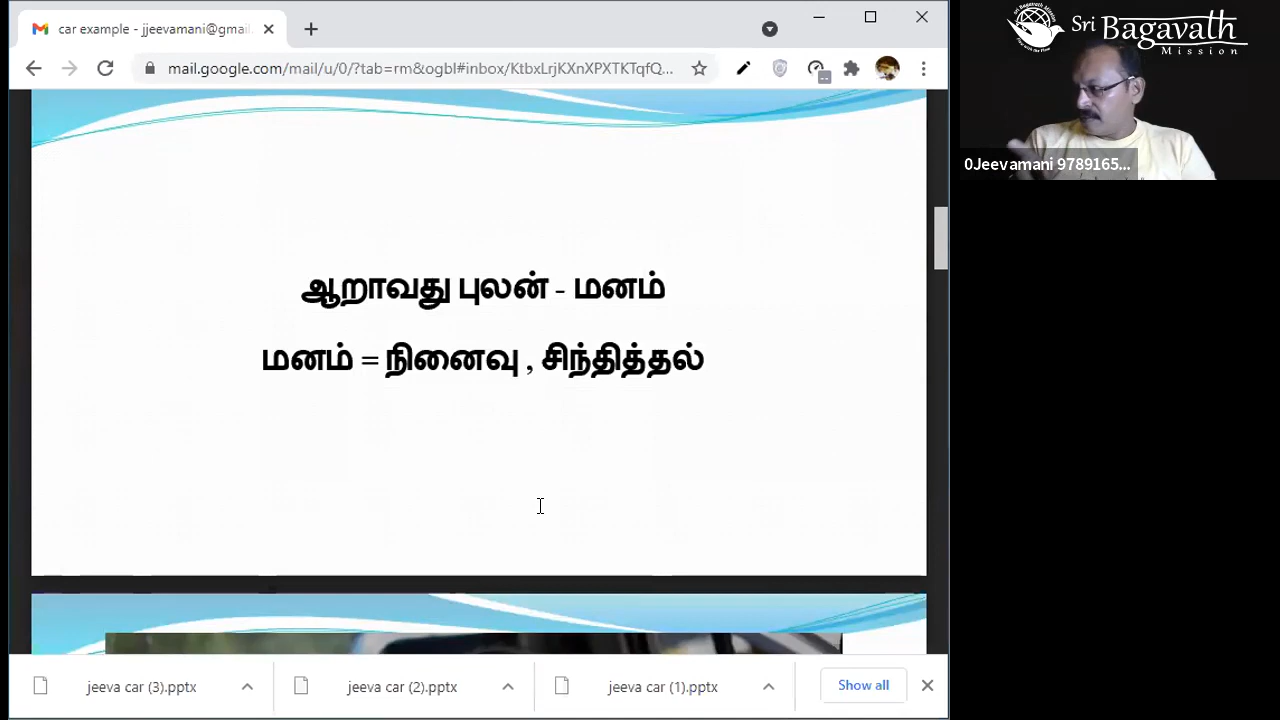 car example - jjeevamani@gmail
mail.google.com/mail/u/0/?tab=rm&ogbl#inbox/KtbxLrjKXnXPXTKTqfQ...
Sri Bagavath
Mission
0Jeevamani 9789165...
ஆறாவது புலன் - மனம்
மனம் = நினைவு , சிந்தித்தல்
jeeva car (3).pptx
jeeva car (2).pptx
jeeva car (1).pptx
Show all